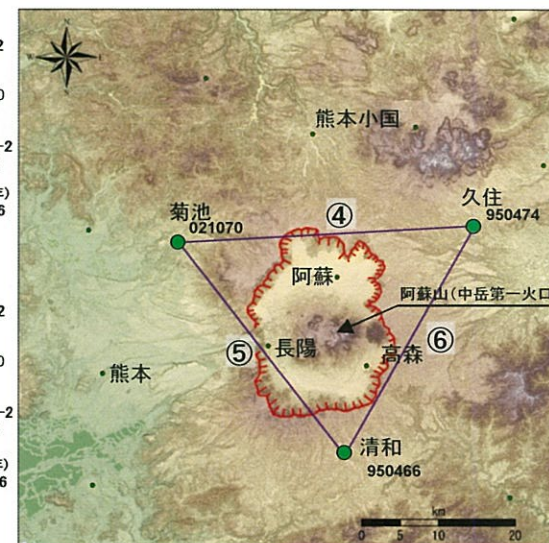 熊本小国
久住
950474
菊池
021070
④
阿蘇
阿蘇山(中岳第一火口
⑥
⑤
長陽
高森
熊本
清和
950466
km
0 5 10 20